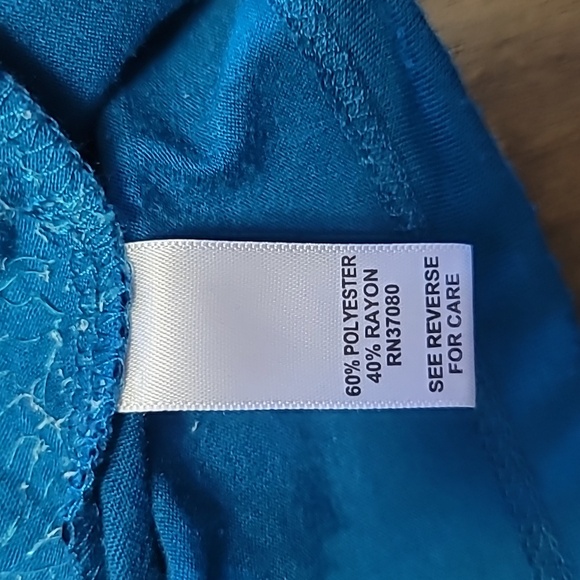 60% POLYESTER
40% RAYON
RN37080
SEE REVERSE
FOR CARE